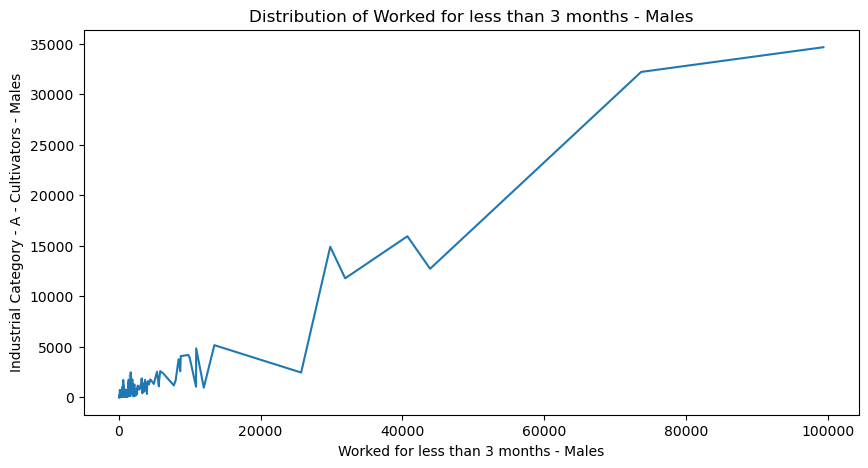 Distribution of Worked for less than 3 months - Males
Industrial Category - A - Cultivators - Males
35000
30000
25000
20000
15000
10000
5000
0
0 20000 40000 60000 80000 100000
Worked for less than 3 months - Males